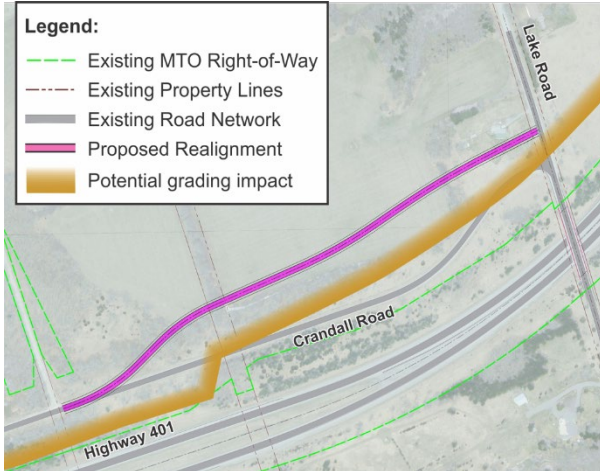 Legend:
Existing MTO Right-of-Way
Existing Property Lines
Existing Road Network
Proposed Realignment
Potential grading impact
Lake Road
Crandall Road
Highway 401